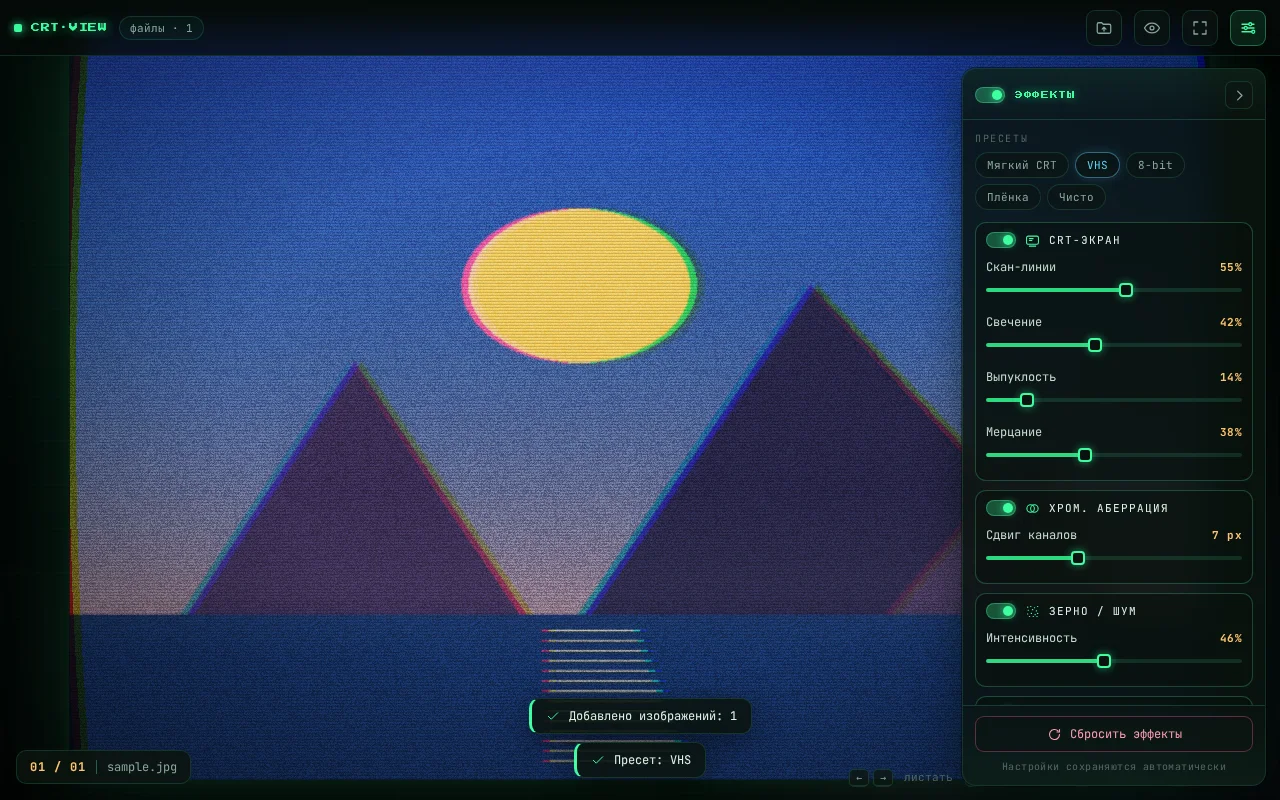 CRT·VIEW
файлы · 1
ЭФФЕКТЫ
ПРЕСЕТЫ
Мягкий CRT
VHS
8-bit
Плёнка
Чисто
CRT-ЭКРАН
Скан-линии 55%
Свечение 42%
Выпуклость 14%
Мерцание 38%
ХРОМ. АБЕРРАЦИЯ
Сдвиг каналов 7 px
ЗЕРНО / ШУМ
Интенсивность 46%
Сбросить эффекты
Настройки сохраняются автоматически
Добавлено изображений: 1
Пресет: VHS
01 / 01 | sample.jpg
← → листать